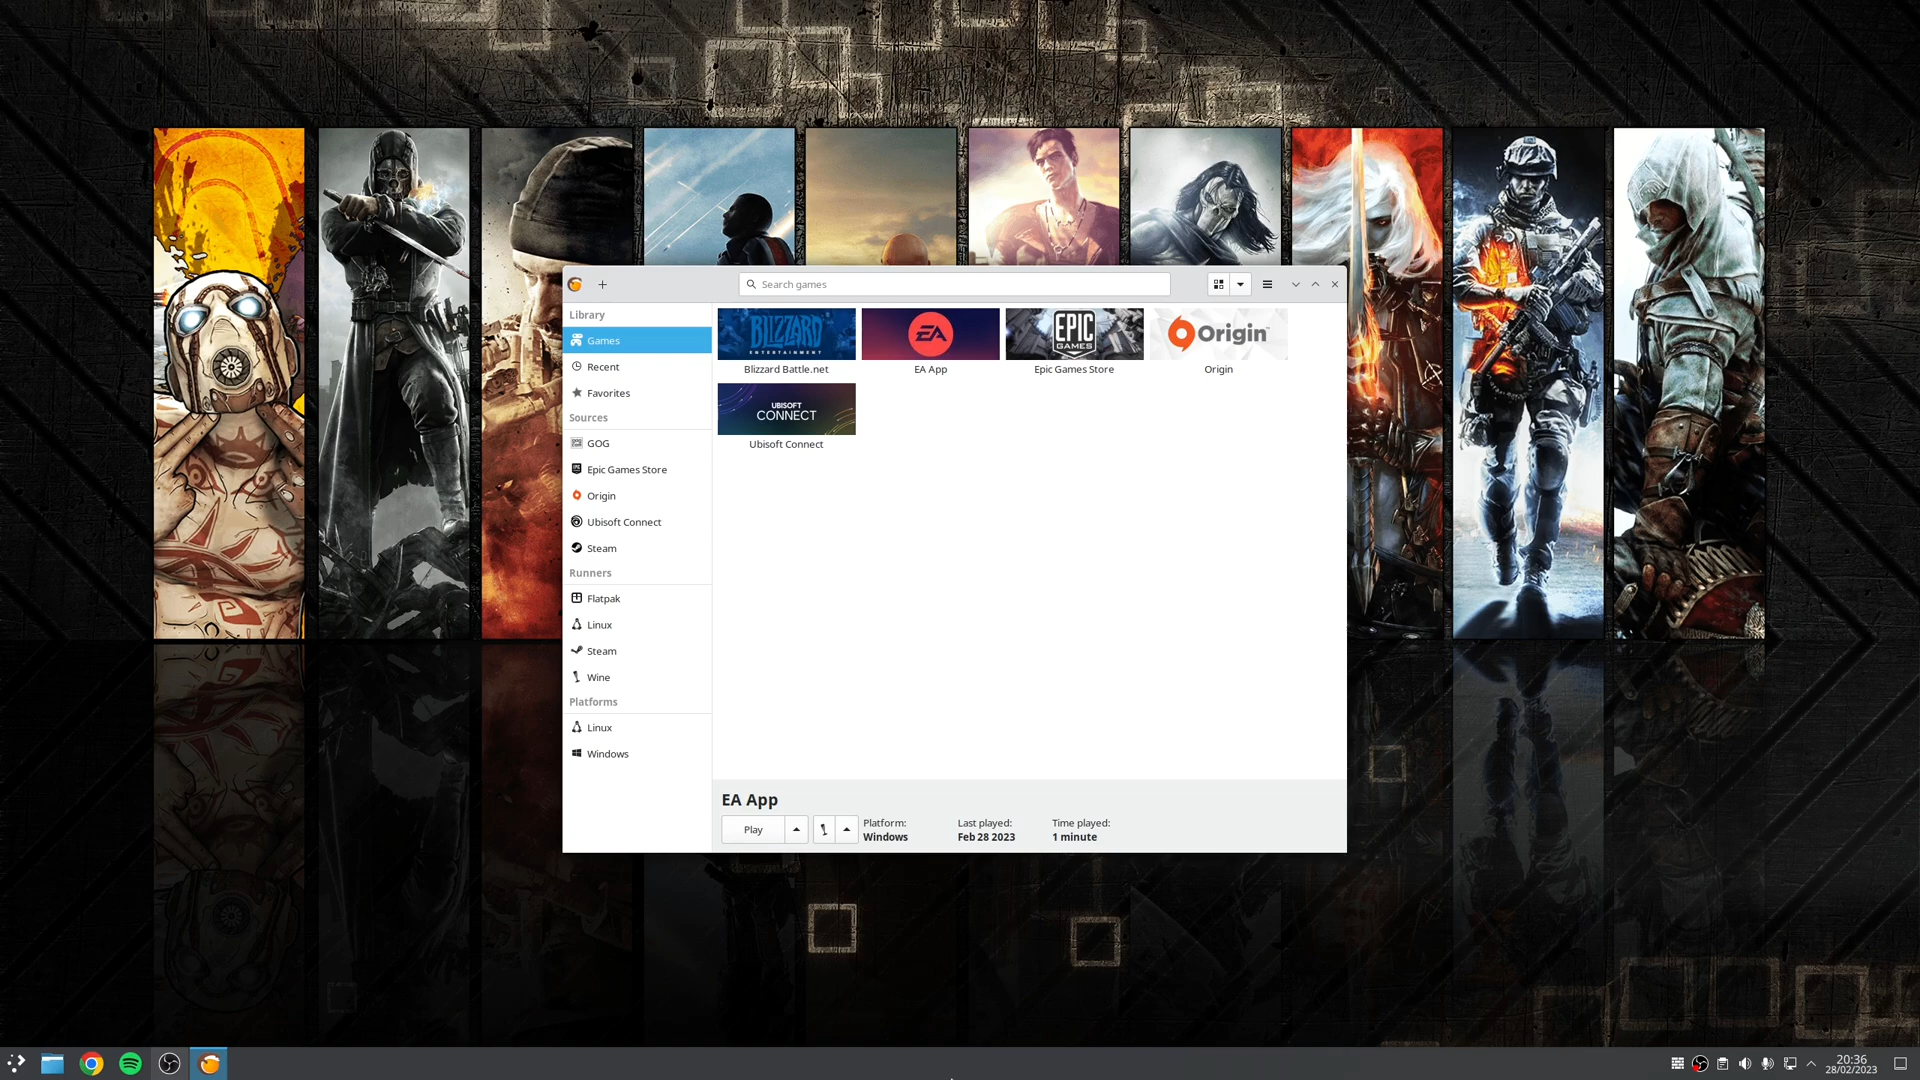 Search games
Library
Games
Recent
Favorites
Sources
GOG
Epic Games Store
Origin
Ubisoft Connect
Steam
Runners
Flatpak
Linux
Steam
Wine
Platforms
Linux
Windows
BLIZZARD
ENTERTAINMENT
Blizzard Battle.net
EA
EA App
EPIC
GAMES
Epic Games Store
Origin
Origin
UBISOFT
CONNECT
Ubisoft Connect
EA App
Play
Platform:
Windows
Last played:
Feb 28 2023
Time played:
1 minute
20:36
28/02/2023